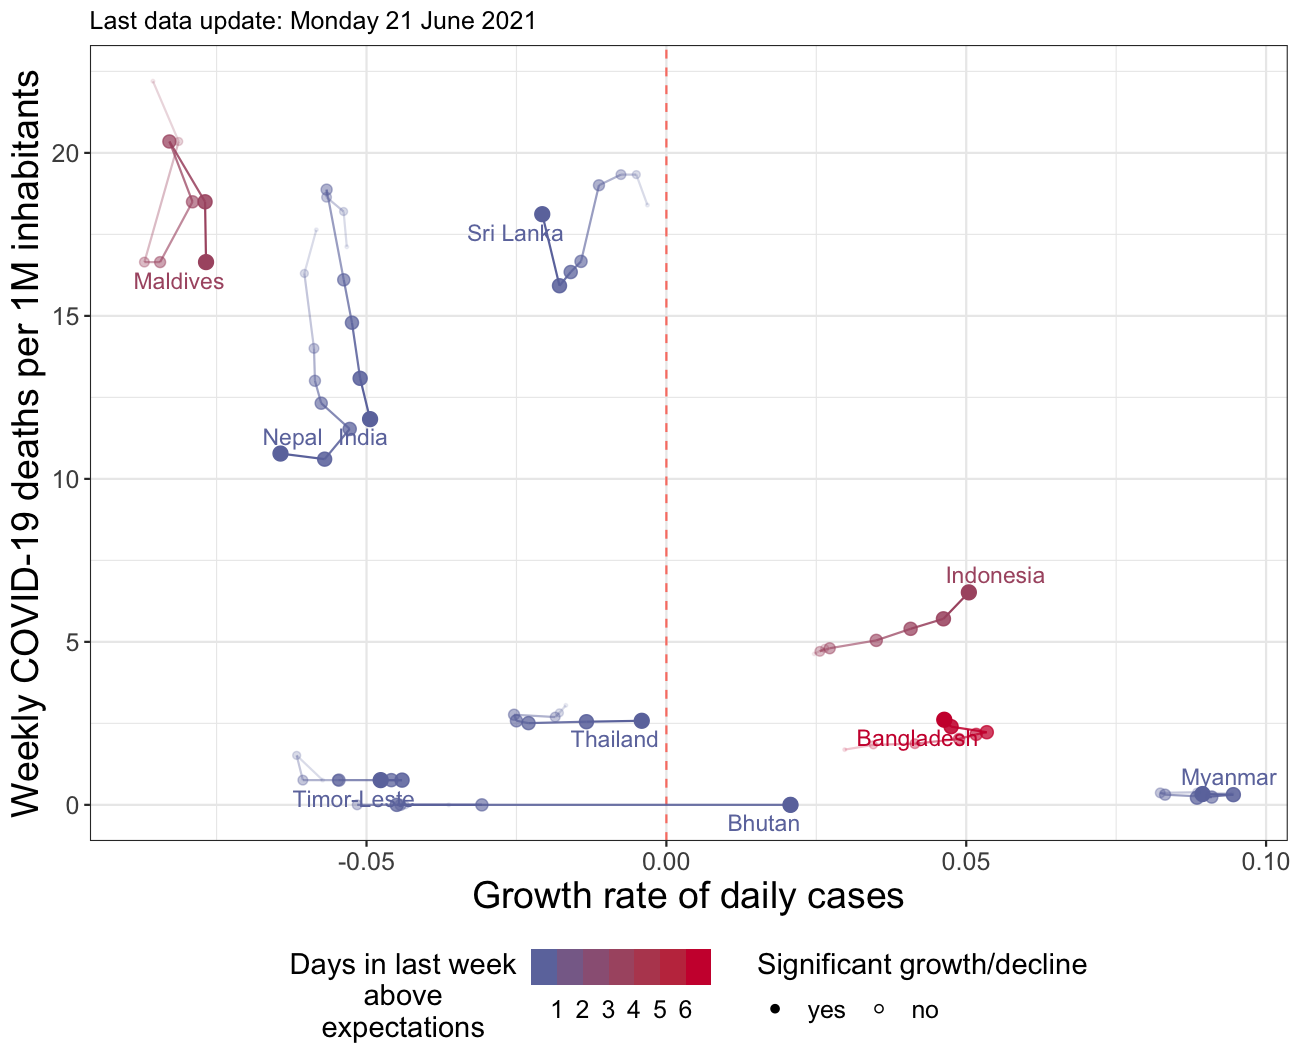 Last data update: Monday 21 June 2021
Weekly COVID-19 deaths per 1M inhabitants
20
15
10
5
0
Maldives
Sri Lanka
Nepal
India
Indonesia
Thailand
Bangladesh
Myanmar
Timor-Leste
Bhutan
-0.05
0.00
0.05
0.10
Growth rate of daily cases
Days in last week
above
expectations
1 2 3 4 5 6
Significant growth/decline
yes
no